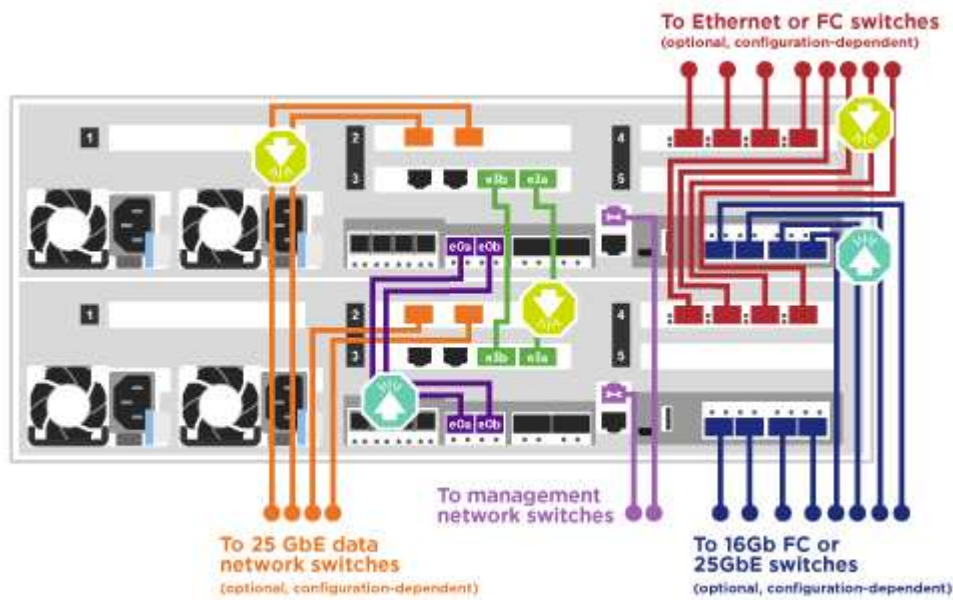 To Ethernet or FC switches
(optional, configuration-dependent)
1
2
4
3
e3b
e3a
5
e0a
e0b
1
2
4
3
e3b
e3a
5
e0a
e0b
To management
network switches
To 25 GbE data
network switches
(optional, configuration-dependent)
To 16Gb FC or
25GbE switches
(optional, configuration-dependent)